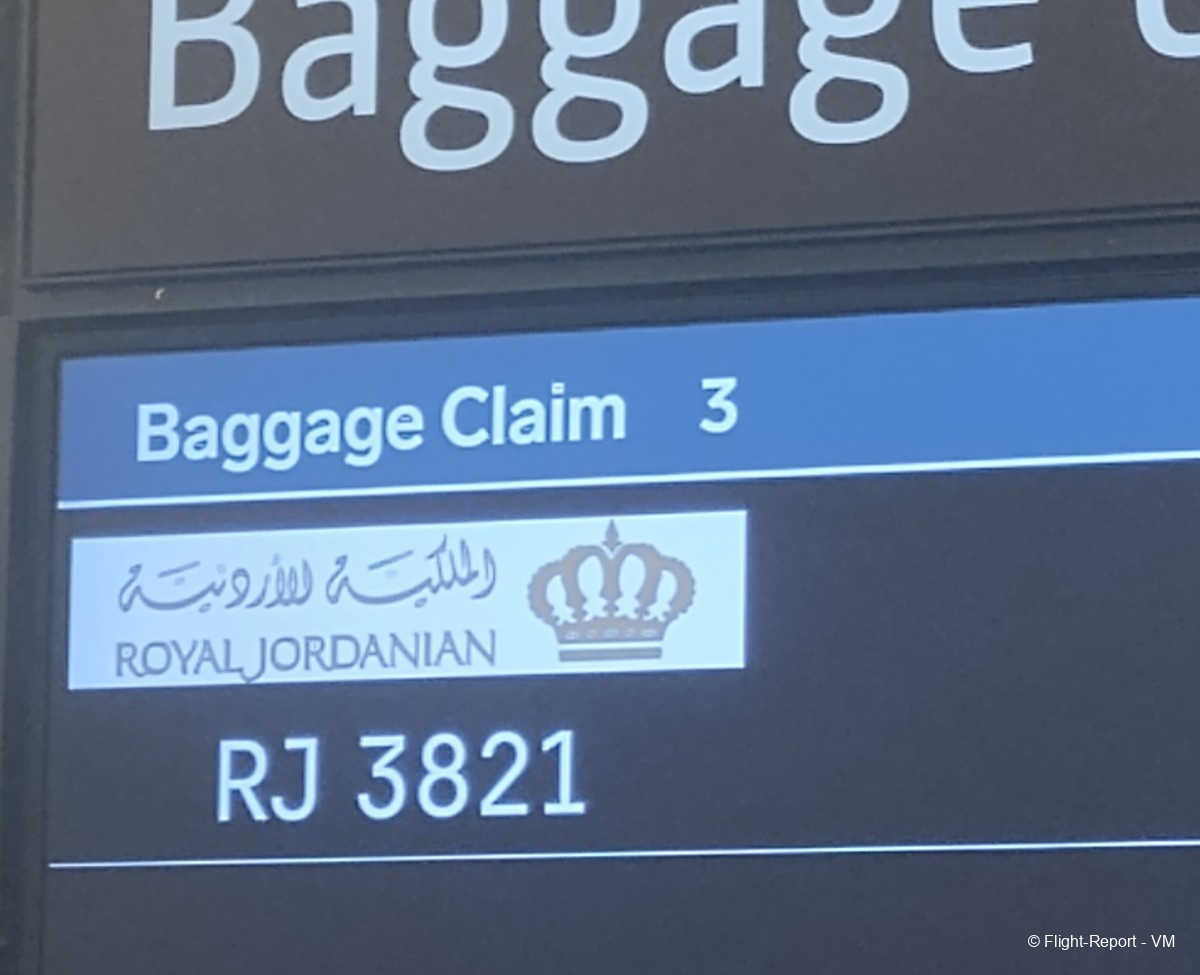 Baggage
Baggage Claim 3
الملكية الأردنية
ROYAL JORDANIAN
RJ 3821
© Flight-Report - VM